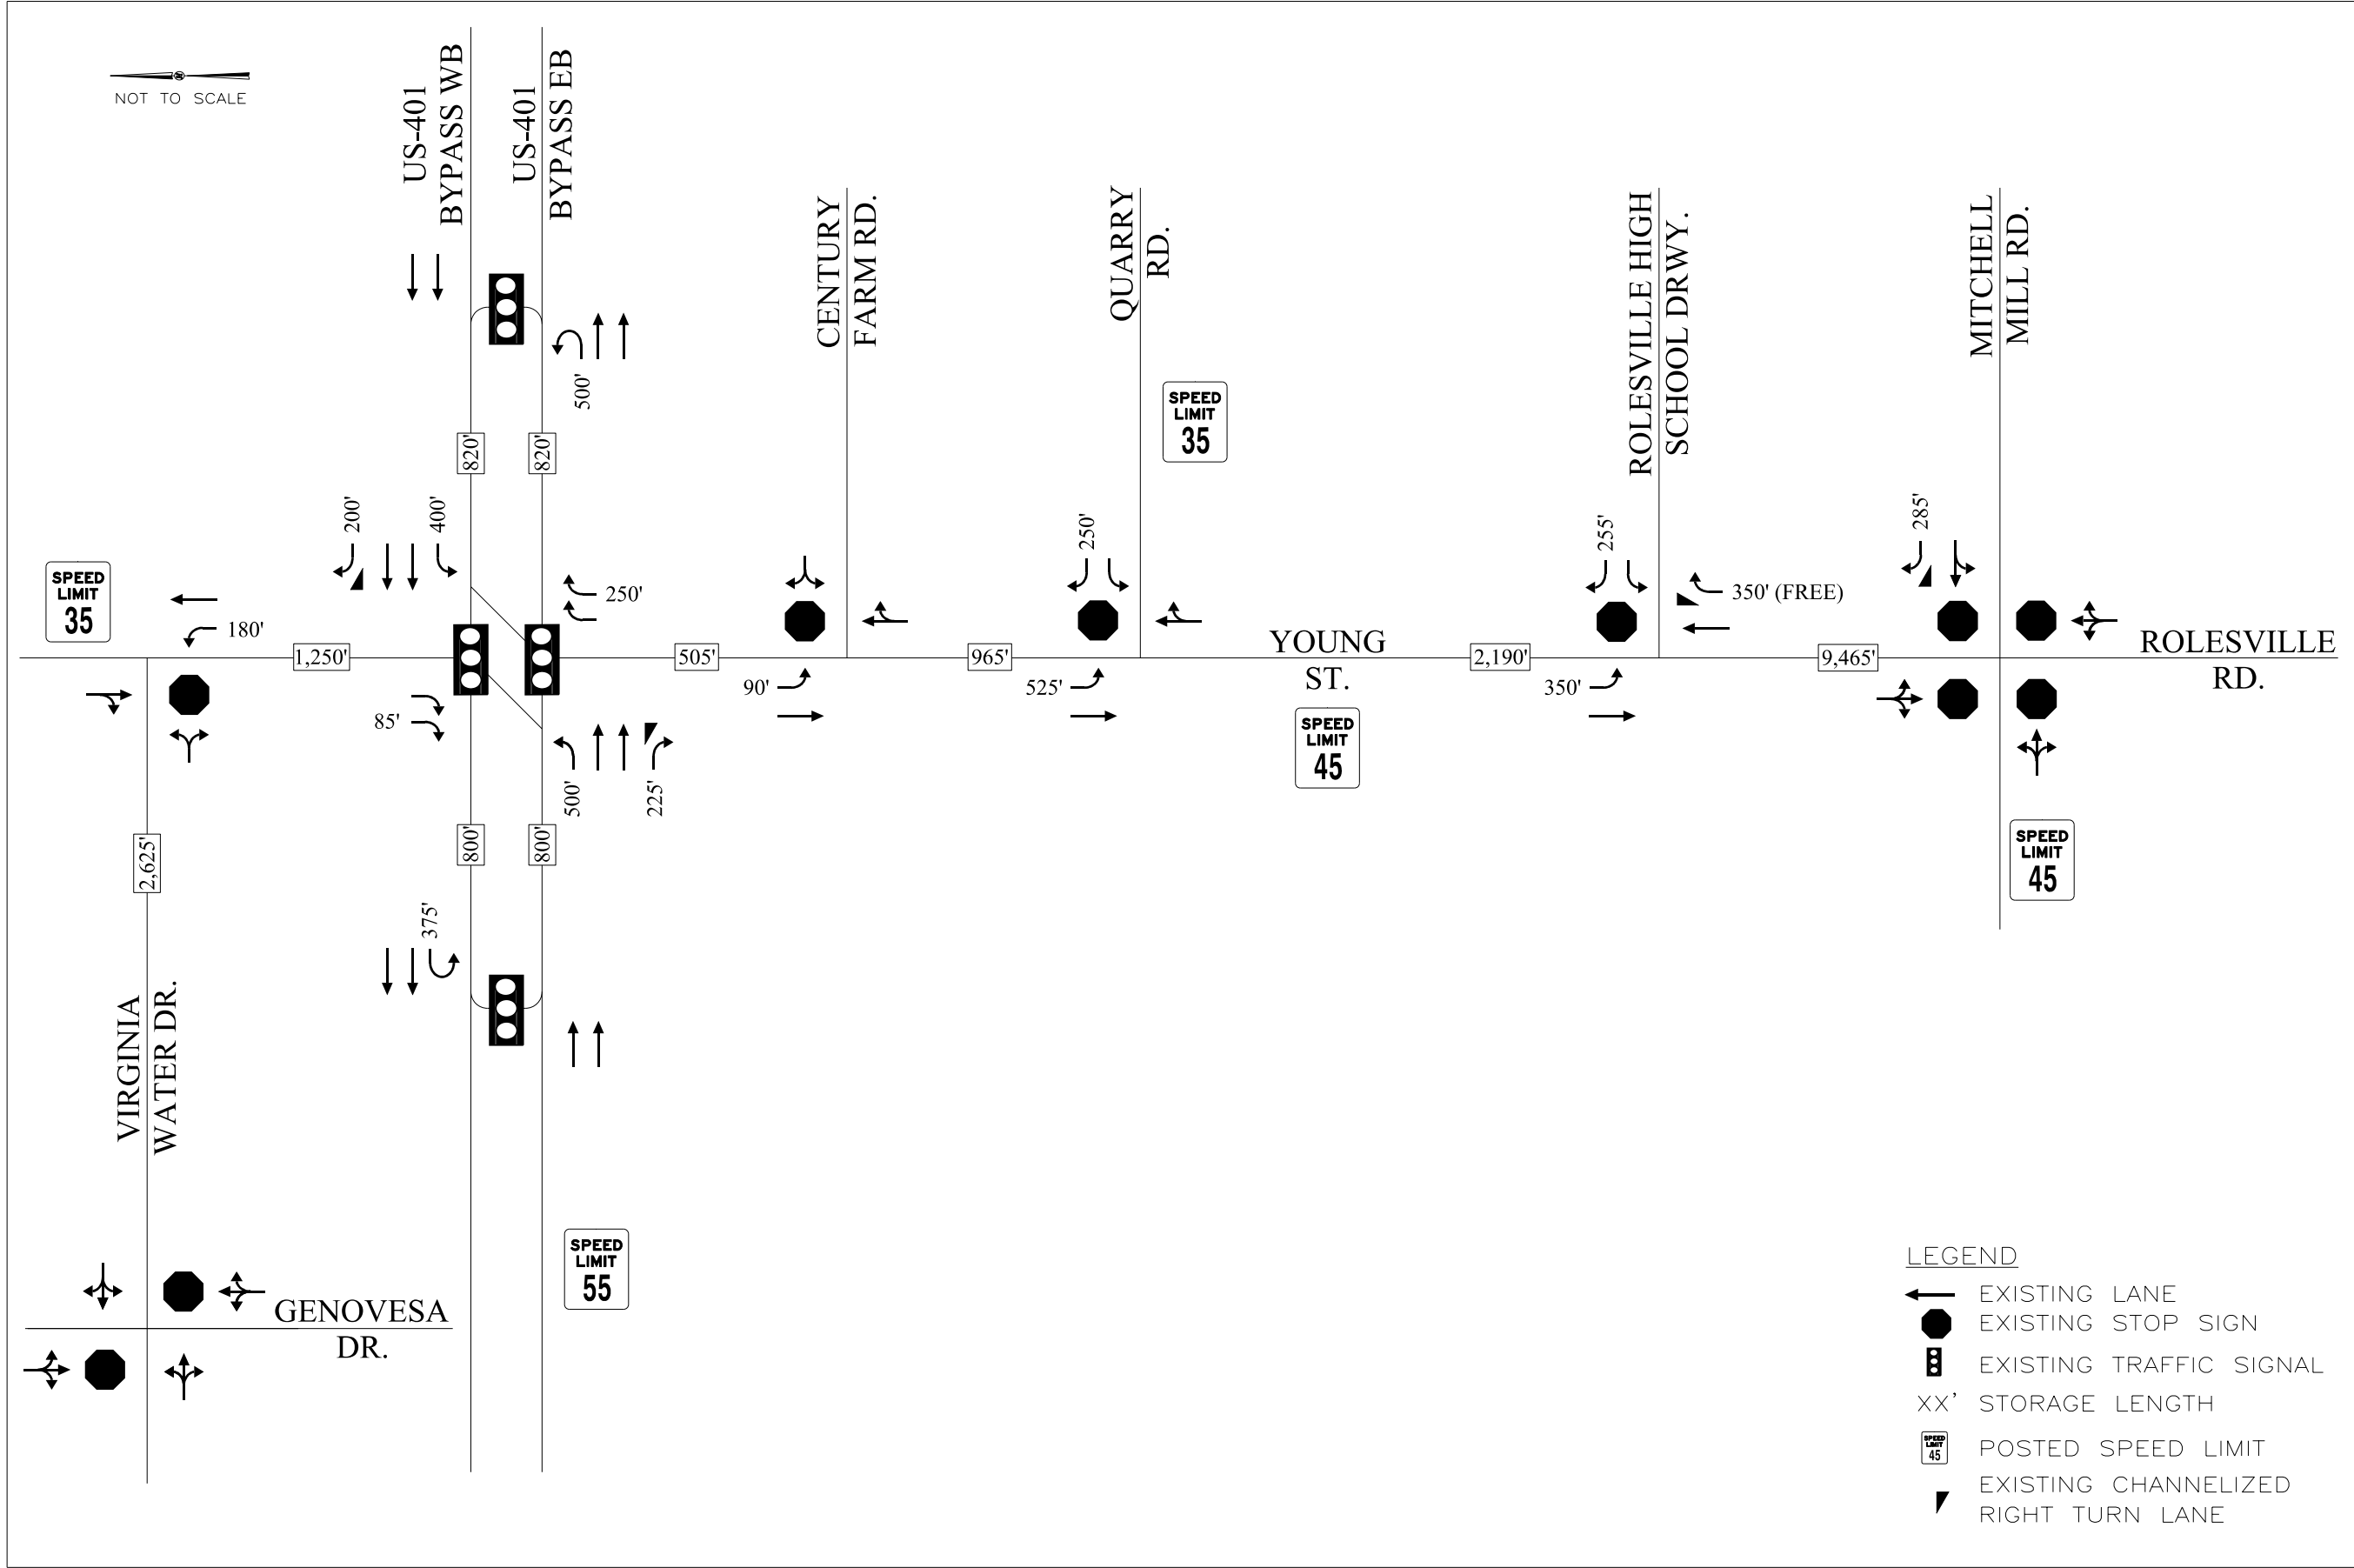 NOT TO SCALE
US-401
BYPASS WB
US-401
BYPASS EB
CENTURY
FARM RD.
QUARRY
RD.
ROLESVILLE HIGH
SCHOOL DRWY.
MITCHELL
MILL RD.
500'
SPEED
LIMIT
35
820'
820'
200'
400'
250'
250'
255'
350' (FREE)
285'
SPEED
LIMIT
35
180'
1,250'
505'
965'
YOUNG
ST.
2,190'
9,465'
ROLESVILLE
RD.
85'
90'
525'
350'
500'
225'
SPEED
LIMIT
45
800'
800'
2,625'
SPEED
LIMIT
45
375'
VIRGINIA
WATER DR.
SPEED
LIMIT
55
GENOVESA
DR.
LEGEND
EXISTING LANE
EXISTING STOP SIGN
EXISTING TRAFFIC SIGNAL
XX' STORAGE LENGTH
SPEED
LIMIT
45
POSTED SPEED LIMIT
EXISTING CHANNELIZED
RIGHT TURN LANE